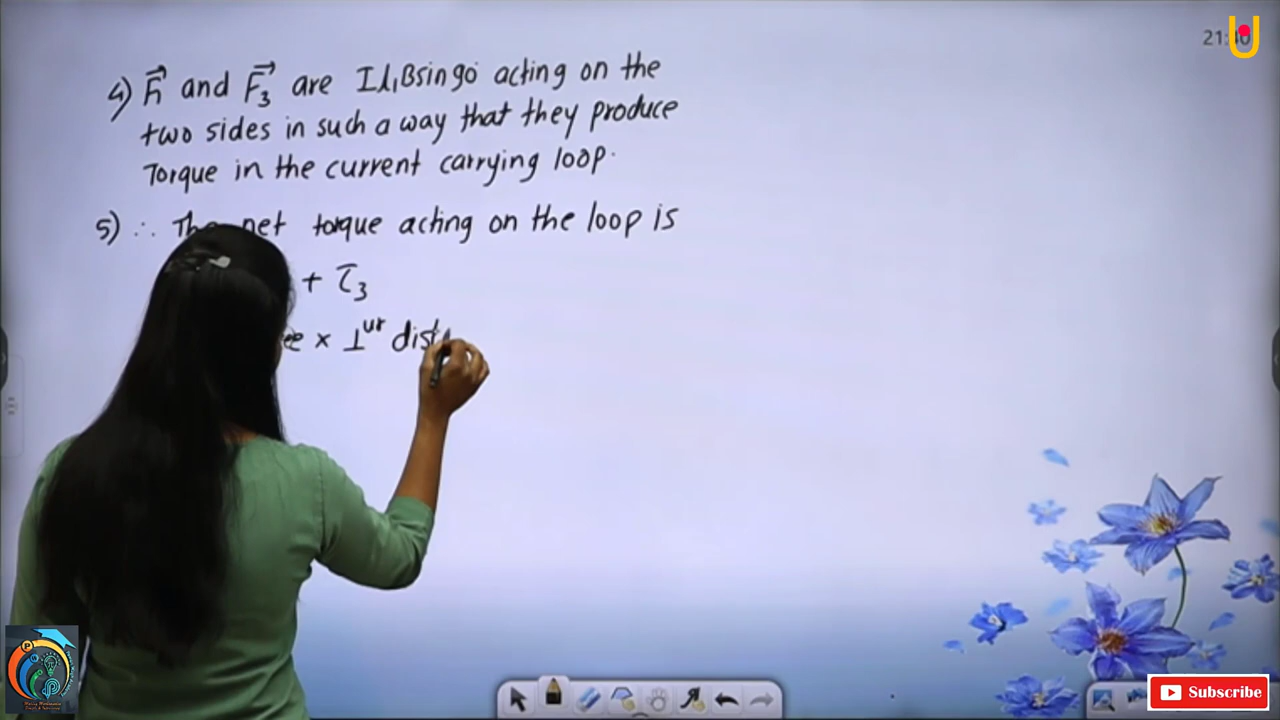 4) F₁ and F₃ are Il₁Bsin90 acting on the
two sides in such a way that they produce
Torque in the current carrying loop.
5) ∴ The net torque acting on the loop is
+ τ₃
× ⊥ur dist
Subscribe